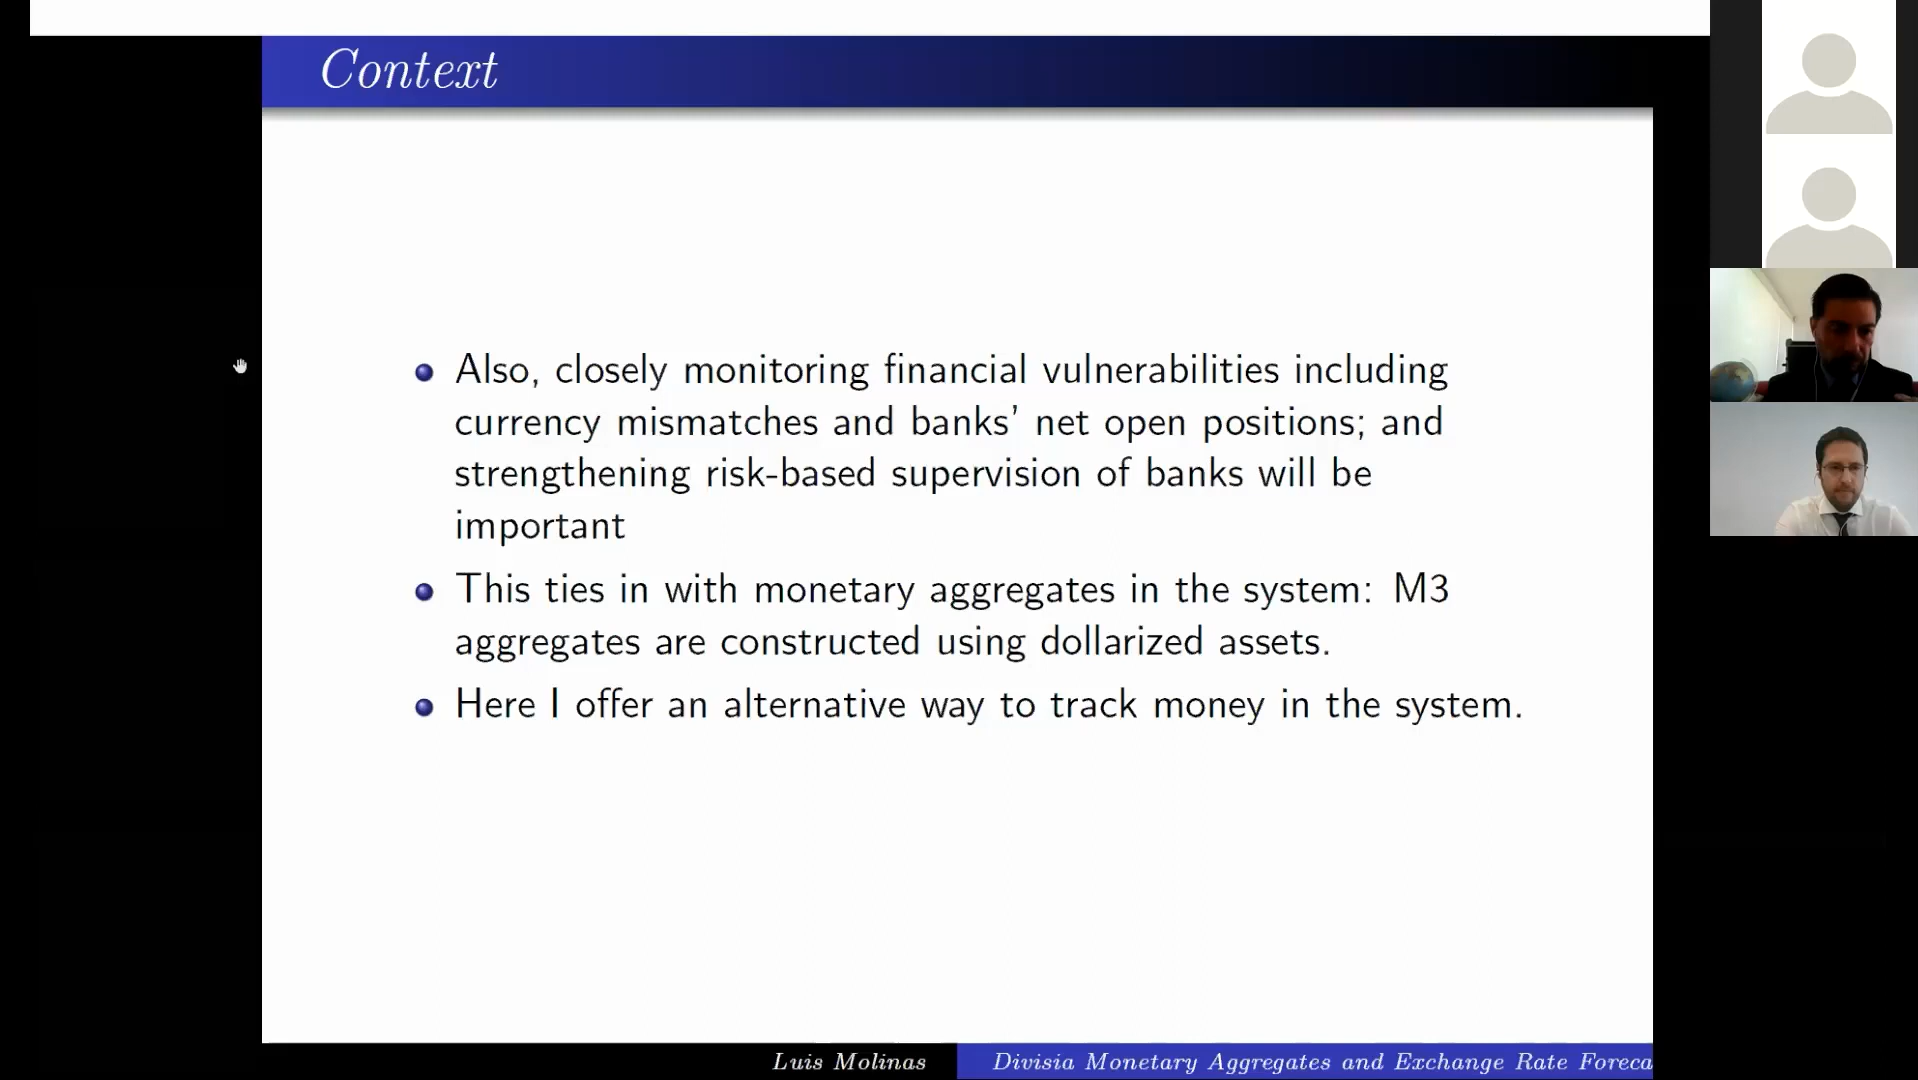 Context
Also, closely monitoring financial vulnerabilities including
currency mismatches and banks’ net open positions; and
strengthening risk-based supervision of banks will be
important
This ties in with monetary aggregates in the system: M3
aggregates are constructed using dollarized assets.
Here I offer an alternative way to track money in the system.
Luis Molinas
Divisia Monetary Aggregates and Exchange Rate Foreca